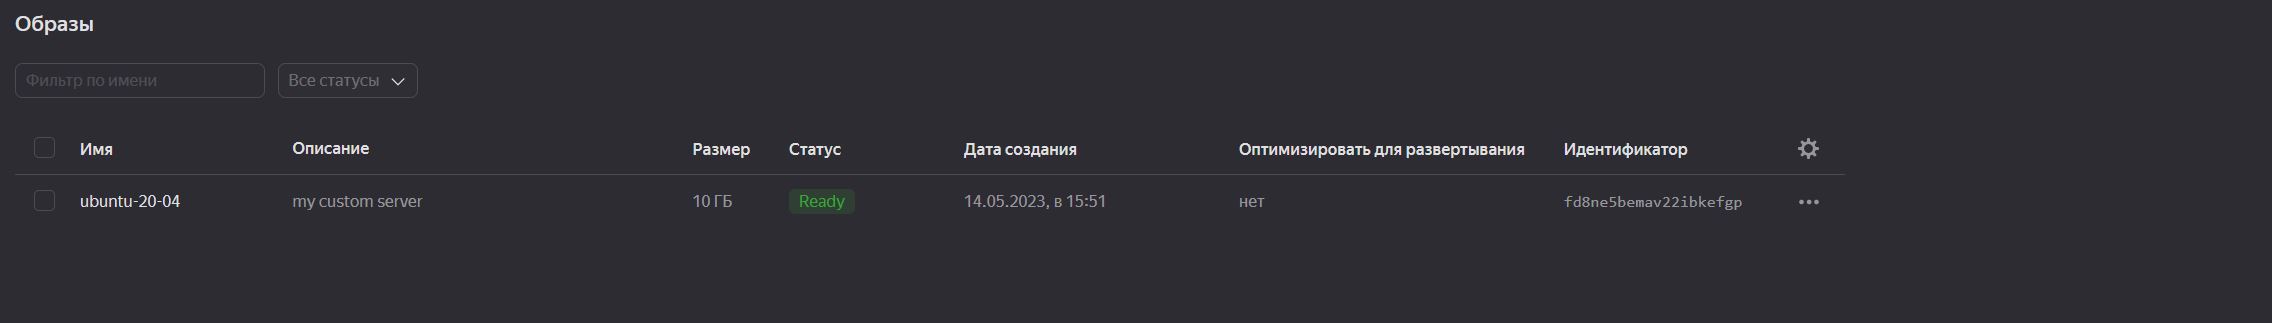 Образы
Фильтр по имени Все статусы
Имя Описание Размер Статус Дата создания Оптимизировать для развертывания Идентификатор
ubuntu-20-04 my custom server 10 ГБ Ready 14.05.2023, в 15:51 нет fd8ne5bemav22ibkefgp